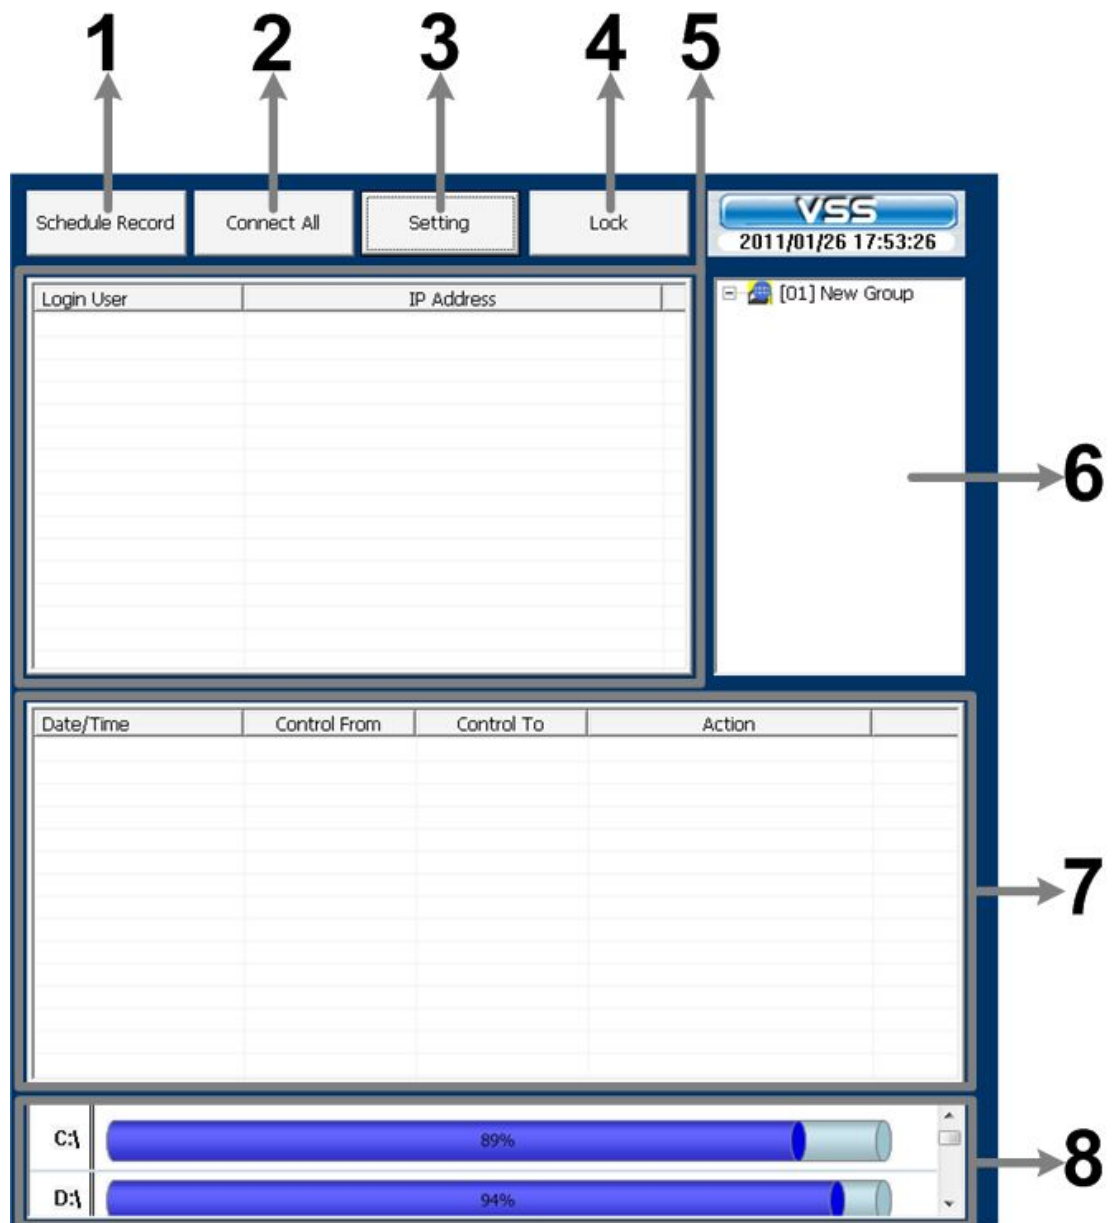 1 2 3 4 5
Schedule Record Connect All Setting Lock VSS
2011/01/26 17:53:26
Login User IP Address
[01] New Group
6
Date/Time Control From Control To Action
7
C:\ 89%
8
D:\ 94%